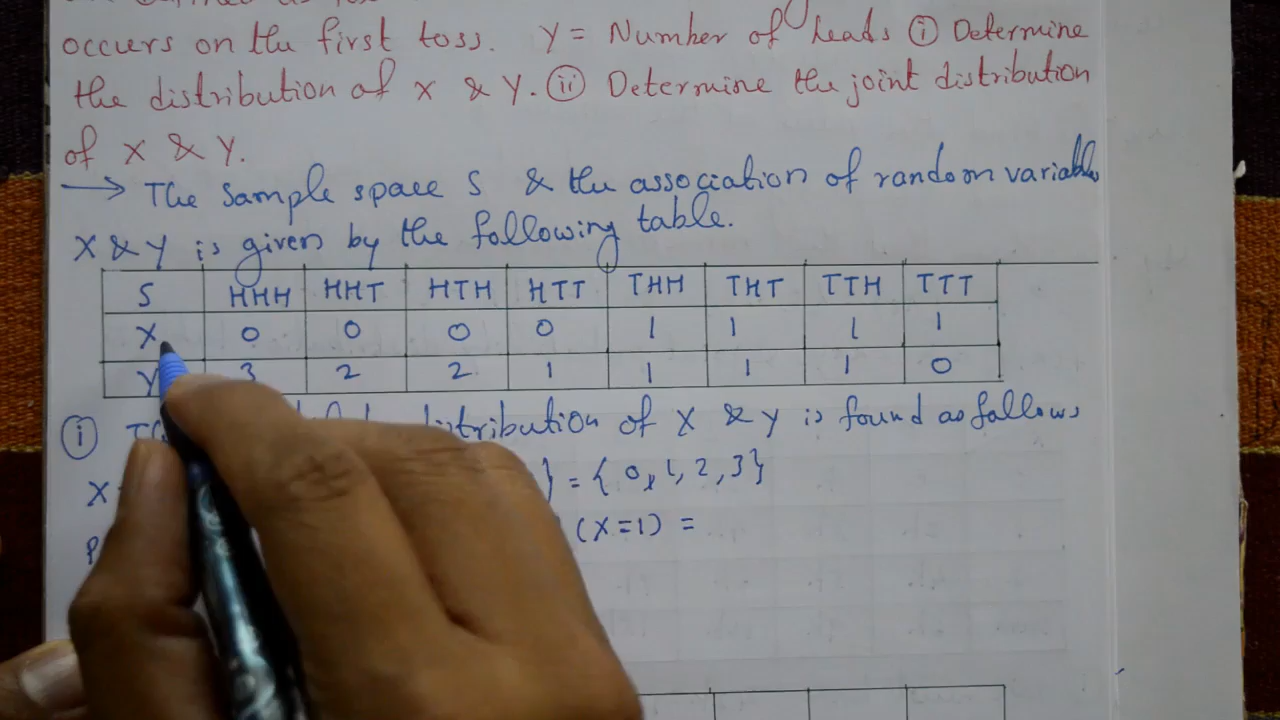 occurs on the first toss. Y = Number of heads (i) Determine
the distribution of X & Y. (ii) Determine the joint distribution
of X & Y.
→ The Sample space S & the association of random variable
X & Y is given by the following table.
S HHH HHT HTH HTT THH THT TTH TTT
X 0 0 0 0 1 1 1 1
Y 3 2 2 1 1 1 1 0
(i) distribution of X & Y is found as follows
X } = {0, 1, 2, 3}
P (X=1) =